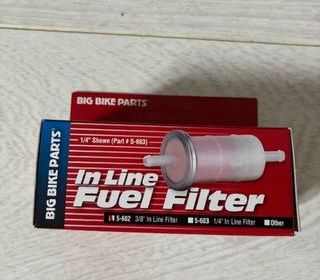 BIG BIKE PARTS
BIG BIKE PARTS®
1/4" Shown (Part # 5-603)
In Line
Fuel Filter
5-602 3/8" In Line Filter
5-603 1/4" In Line Filter
Other